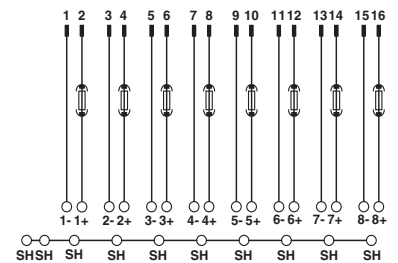 1 2 3 4 5 6 7 8 9 10 11 12 13 14 15 16
1- 1+ 2- 2+ 3- 3+ 4- 4+ 5- 5+ 6- 6+ 7- 7+ 8- 8+
SH SH SH SH SH SH SH SH SH SH